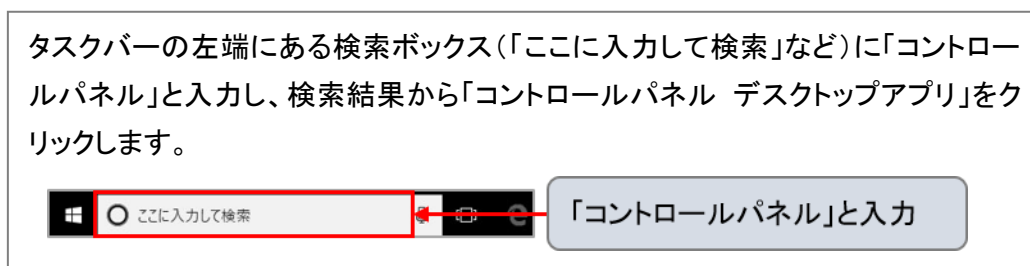 タスクバーの左端にある検索ボックス(「ここに入力して検索」など)に「コントロー
ルパネル」と入力し、検索結果から「コントロールパネル デスクトップアプリ」をク
リックします。
ここに入力して検索
「コントロールパネル」と入力